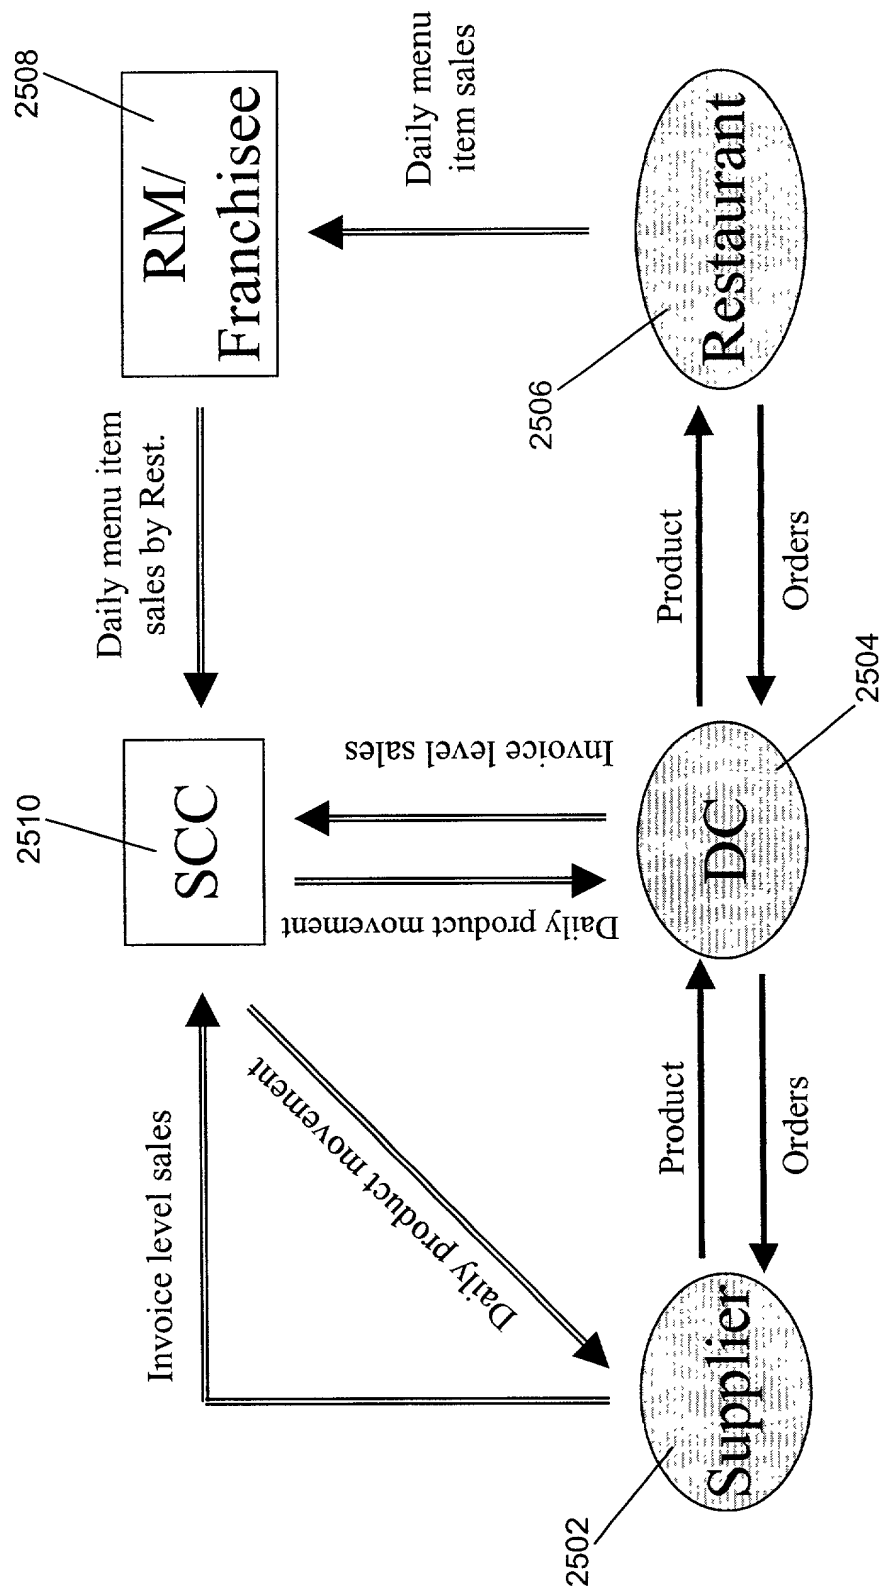 2510
SCC
2508
RM/
Franchisee
Invoice level sales
Daily menu item
sales by Rest.
Daily product movement
Daily product movement
Invoice level sales
Daily menu
item sales
2506
Product
Product
2502
Supplier
DC
Restaurant
Orders
Orders
2504